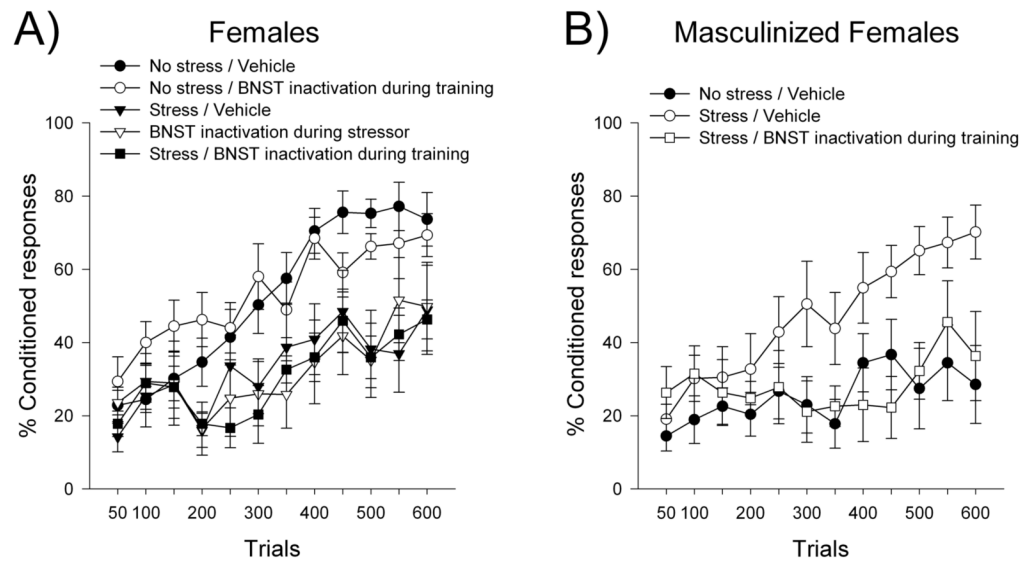 A)
Females
No stress / Vehicle
No stress / BNST inactivation during training
Stress / Vehicle
BNST inactivation during stressor
Stress / BNST inactivation during training
% Conditioned responses
100
80
60
40
20
0
50 100 200 300 400 500 600
Trials
B)
Masculinized Females
No stress / Vehicle
Stress / Vehicle
Stress / BNST inactivation during training
% Conditioned responses
100
80
60
40
20
0
50 100 200 300 400 500 600
Trials